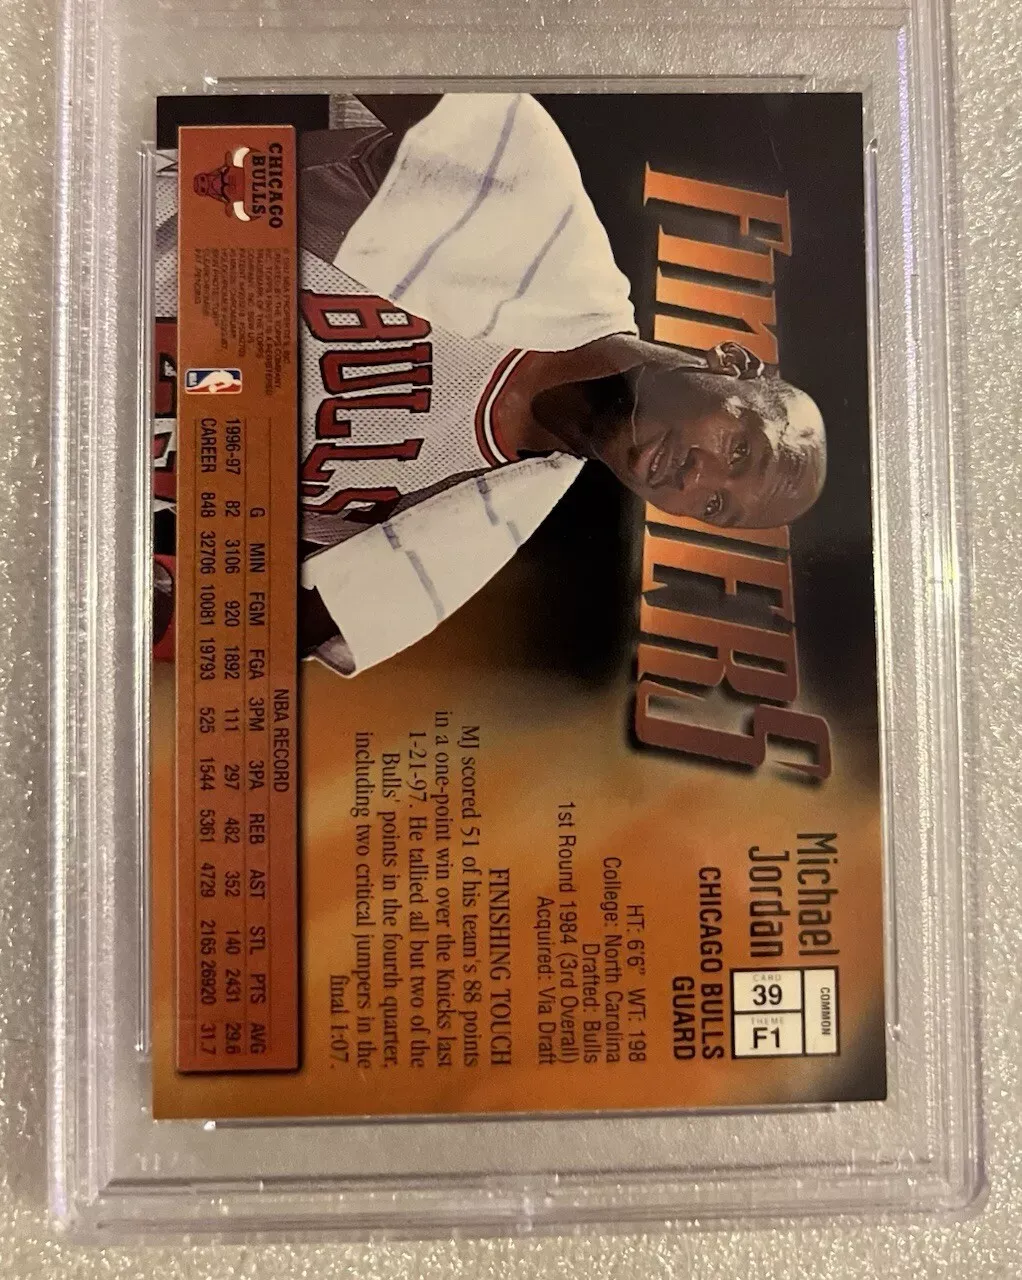 FINISHERS
Michael
Jordan
COMMON
CARD
39
THEME
F1
CHICAGO BULLS
GUARD
HT: 6'6" WT: 198
College: North Carolina
Drafted: Bulls
1st Round 1984 (3rd Overall)
Acquired: Via Draft
FINISHING TOUCH
MJ scored 51 of his team's 88 points
in a one-point win over the Knicks last
1-21-97. He tallied all but two of the
Bulls' points in the fourth quarter,
including two critical jumpers in the
final 1:07.
BULLS
CHICAGO
BULLS
NBA
NBA RECORD
G MIN FGM FGA 3PM 3PA REB AST STL PTS AVG
1996-97 82 3106 920 1892 111 297 482 352 140 2431 29.6
CAREER 848 32706 10081 19793 525 1544 5361 4729 2165 26920 31.7